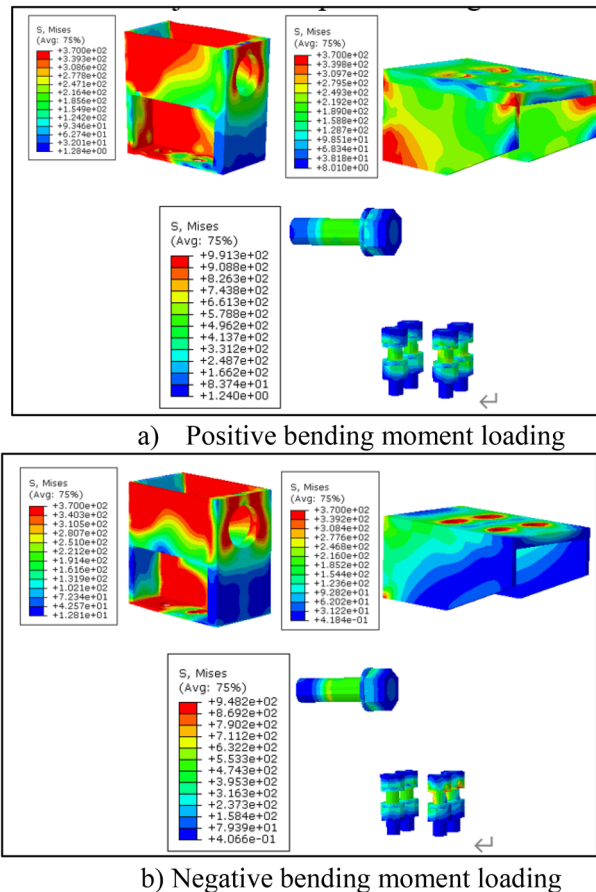 S, Mises
(Avg: 75%)
+3.700e+02
+3.393e+02
+3.086e+02
+2.778e+02
+2.471e+02
+2.164e+02
+1.856e+02
+1.549e+02
+1.242e+02
+9.346e+01
+6.274e+01
+3.201e+01
+1.284e+00
S, Mises
(Avg: 75%)
+3.700e+02
+3.398e+02
+3.097e+02
+2.795e+02
+2.493e+02
+2.192e+02
+1.890e+02
+1.588e+02
+1.287e+02
+9.851e+01
+6.834e+01
+3.818e+01
+8.010e+00
S, Mises
(Avg: 75%)
+9.913e+02
+9.088e+02
+8.263e+02
+7.438e+02
+6.613e+02
+5.788e+02
+4.962e+02
+4.137e+02
+3.312e+02
+2.487e+02
+1.662e+02
+8.374e+01
+1.240e+00
a) Positive bending moment loading
S, Mises
(Avg: 75%)
+3.700e+02
+3.403e+02
+3.105e+02
+2.807e+02
+2.510e+02
+2.212e+02
+1.914e+02
+1.616e+02
+1.319e+02
+1.021e+02
+7.234e+01
+4.257e+01
+1.281e+01
S, Mises
(Avg: 75%)
+3.700e+02
+3.392e+02
+3.084e+02
+2.776e+02
+2.468e+02
+2.160e+02
+1.852e+02
+1.544e+02
+1.236e+02
+9.282e+01
+6.202e+01
+3.122e+01
+4.184e-01
S, Mises
(Avg: 75%)
+9.482e+02
+8.692e+02
+7.902e+02
+7.112e+02
+6.322e+02
+5.533e+02
+4.743e+02
+3.953e+02
+3.163e+02
+2.373e+02
+1.584e+02
+7.939e+01
+4.066e-01
b) Negative bending moment loading